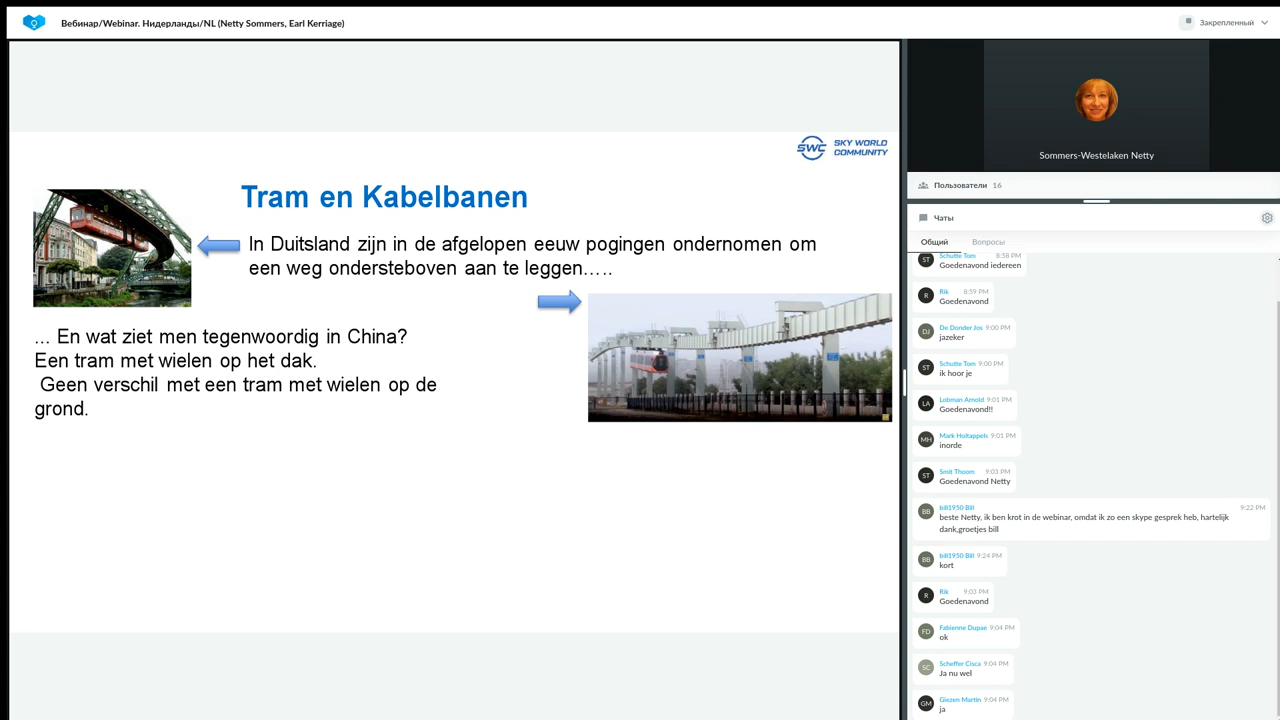 Вебинар/Webinar. Нидерланды/NL (Netty Sommers, Earl Kerriage)
Закрепленный
SWC SKY WORLD
COMMUNITY
Tram en Kabelbanen
In Duitsland zijn in de afgelopen eeuw pogingen ondernomen om
een weg ondersteboven aan te leggen.….
... En wat ziet men tegenwoordig in China?
Een tram met wielen op het dak.
Geen verschil met een tram met wielen op de
grond.
Sommers-Westelaken Netty
Пользователи 16
Чаты
Общий Вопросы
ST Schutte Tom 8:58 PM
Goedenavond iedereen
R Rik 8:59 PM
Goedenavond
DJ De Donder Jos 9:00 PM
jazeker
ST Schutte Tom 9:00 PM
ik hoor je
LA Lobman Arnold 9:01 PM
Goedenavond!!
MH Mark Holtappels 9:01 PM
inorde
ST Smit Thoom 9:03 PM
Goedenavond Netty
BB bill1950 Bill 9:22 PM
beste Netty, ik ben krot in de webinar, omdat ik zo een skype gesprek heb, hartelijk
dank,groetjes bill
BB bill1950 Bill 9:24 PM
kort
R Rik 9:03 PM
Goedenavond
FD Fabienne Dupae 9:04 PM
ok
SC Scheffer Cisca 9:04 PM
Ja nu wel
GM Giezen Martin 9:04 PM
ja